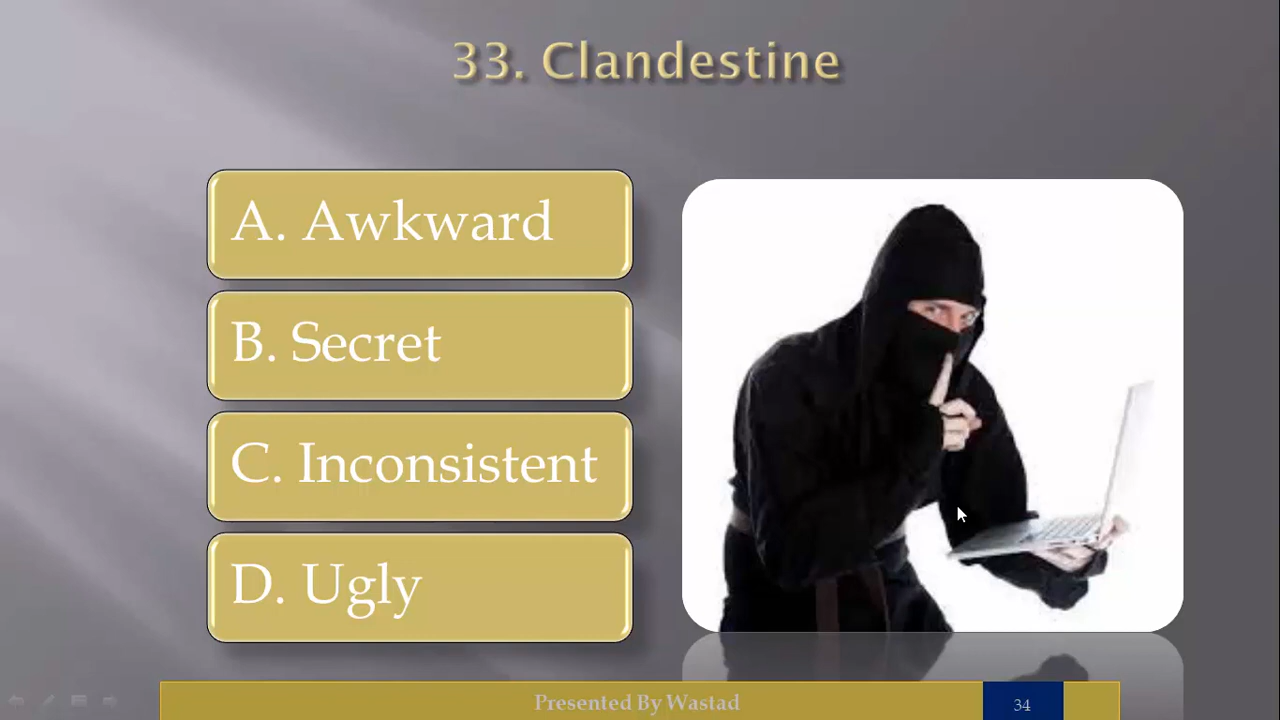 33. Clandestine
A. Awkward
B. Secret
C. Inconsistent
D. Ugly
Presented By Wastad
34